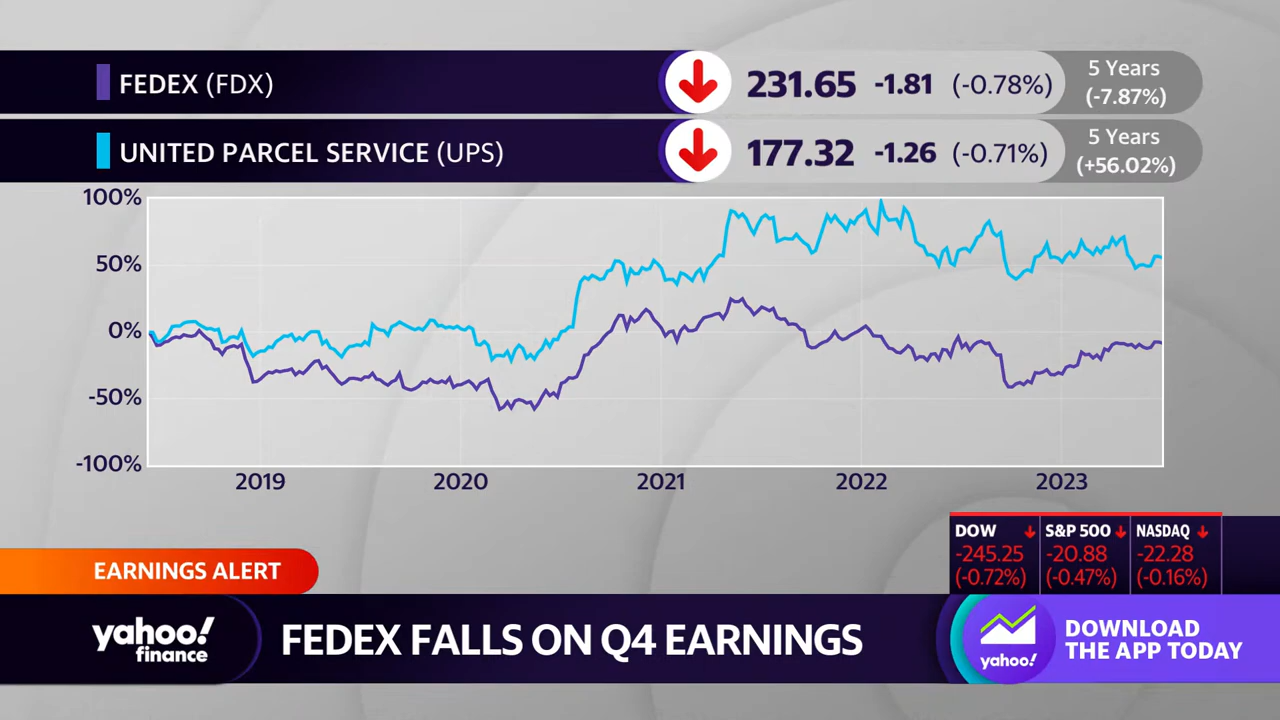 FEDEX (FDX) 231.65 -1.81 (-0.78%) 5 Years
(-7.87%)
UNITED PARCEL SERVICE (UPS) 177.32 -1.26 (-0.71%) 5 Years
(+56.02%)
100%
50%
0%
-50%
-100%
2019 2020 2021 2022 2023
DOW S&P 500 NASDAQ
-245.25 -20.88 -22.28
(-0.72%) (-0.47%) (-0.16%)
EARNINGS ALERT
yahoo!
finance
FEDEX FALLS ON Q4 EARNINGS
yahoo!
DOWNLOAD
THE APP TODAY